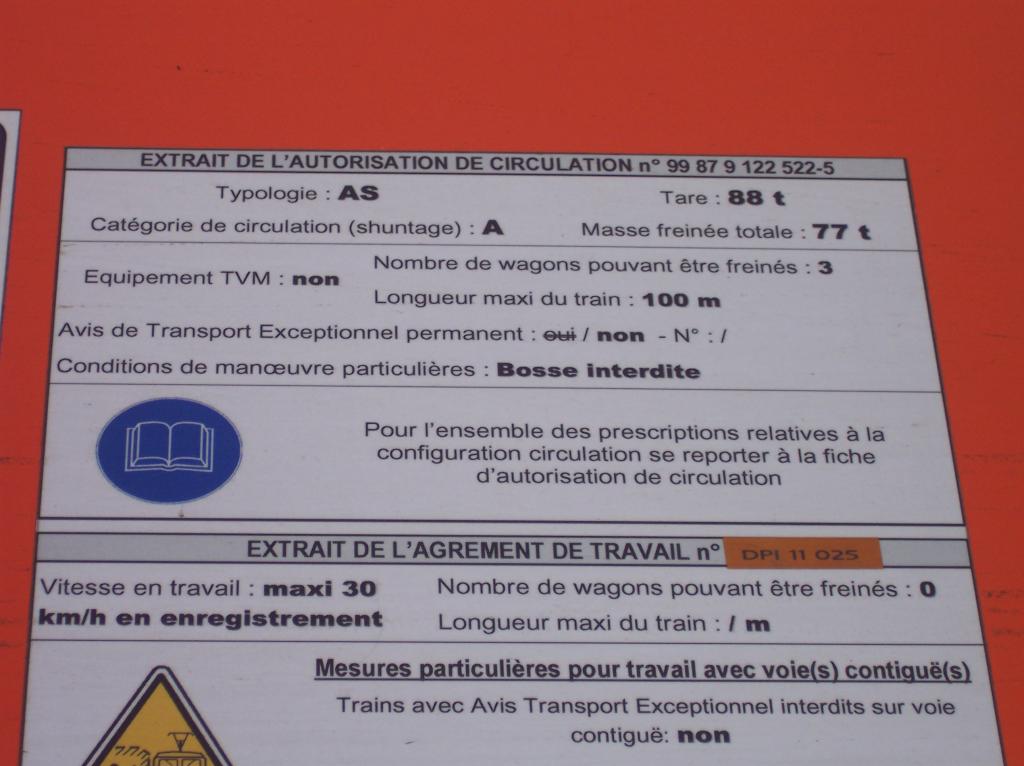 EXTRAIT DE L'AUTORISATION DE CIRCULATION n° 99 87 9 122 522-5
Typologie : AS
Tare : 88 t
Catégorie de circulation (shuntage) : A
Masse freinée totale : 77 t
Equipement TVM : non
Nombre de wagons pouvant être freinés : 3
Longueur maxi du train : 100 m
Avis de Transport Exceptionnel permanent : oui / non - N° : /
Conditions de manœuvre particulières : Bosse interdite
Pour l'ensemble des prescriptions relatives à la
configuration circulation se reporter à la fiche
d'autorisation de circulation
EXTRAIT DE L'AGREMENT DE TRAVAIL n° DPI 11 025
Vitesse en travail : maxi 30
km/h en enregistrement
Nombre de wagons pouvant être freinés : 0
Longueur maxi du train : / m
Mesures particulières pour travail avec voie(s) contiguë(s)
Trains avec Avis Transport Exceptionnel interdits sur voie
contiguë: non